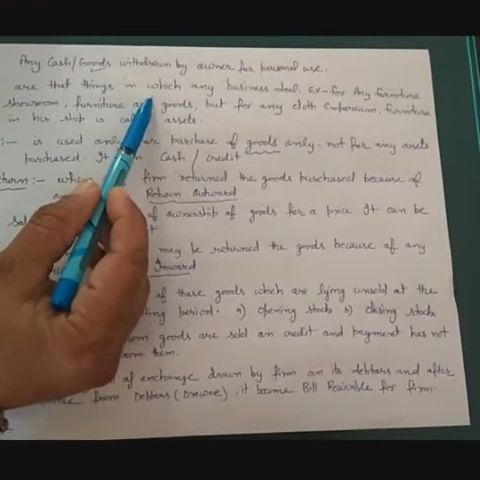 Any Cash/Goods withdrawn by owner for personal use.
are that things in which any business deal. Ex-For Any furniture
showroom, furniture are goods, but for any cloth Emporium, furniture
in his shop is assets.
:- is used only purchase of goods only. not for any assets
purchased. It Cash / credit
:- when firm returned the goods purchased because of
Return outward
of ownership of goods for a price. It can be
may be returned the goods because of any
Inward
of those goods which are lying unsold at the
period. a) opening stock b) closing stock
goods are sold on credit and payment has not
them.
of exchange drawn by firm on its debtors and after
from Debtors (Drawee), it become Bill Receivable for firm.